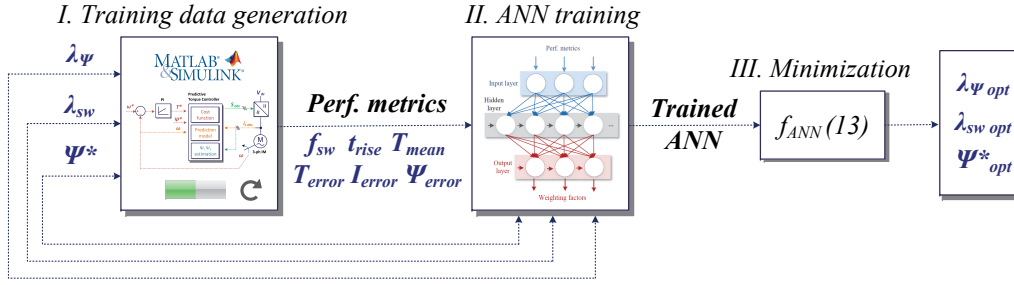 I. Training data generation
II. ANN training
III. Minimization
λΨ
λsw
Ψ*
MATLAB®
&SIMULINK®
Predictive
Torque Controller
PI
ω*
T*
Ψ*
ω
Cost
function
Prediction
model
estimation
M
ω
Perf. metrics
fsw trise Tmean
Terror Ierror Ψerror
Perf. metrics
Input layer
Hidden
layer
...
Output
layer
Weighting factors
Trained
ANN
fANN (13)
λΨ opt
λsw opt
Ψ*opt